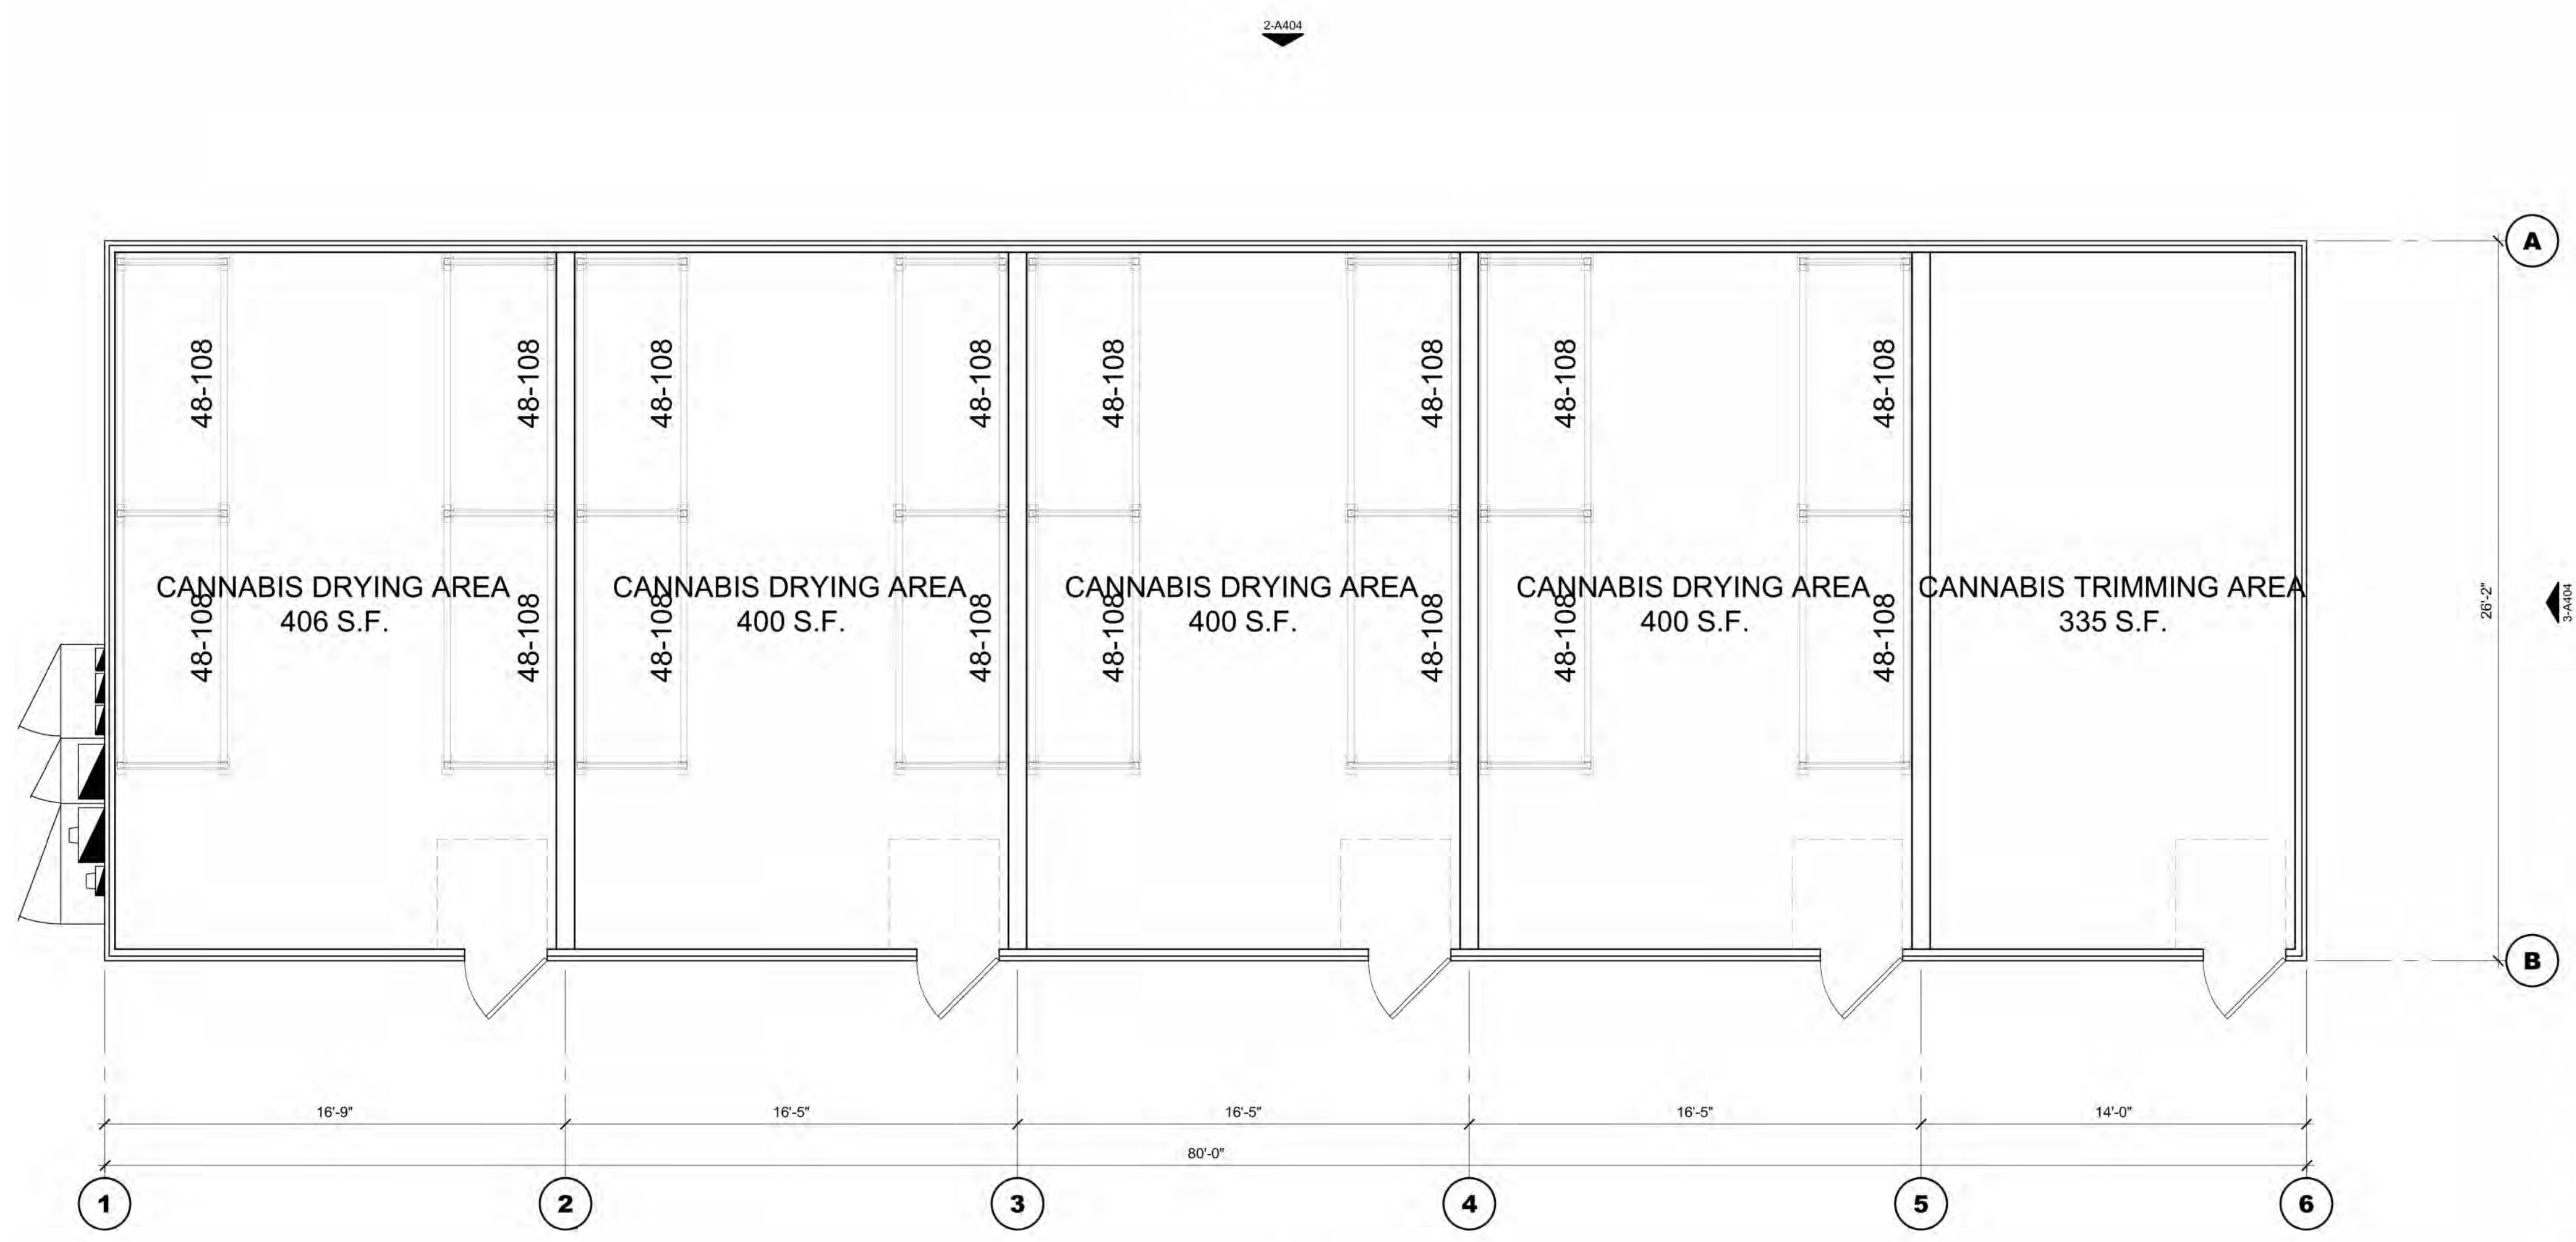 2-A404
A
48-108
48-108
48-108
48-108
48-108
48-108
48-108
48-108
CANNABIS DRYING AREA
406 S.F.
CANNABIS DRYING AREA
400 S.F.
CANNABIS DRYING AREA
400 S.F.
CANNABIS DRYING AREA
400 S.F.
CANNABIS TRIMMING AREA
335 S.F.
48-108
48-108
48-108
48-108
48-108
48-108
48-108
48-108
26'-2"
3-A404
B
16'-9"
16'-5"
16'-5"
16'-5"
14'-0"
80'-0"
1
2
3
4
5
6